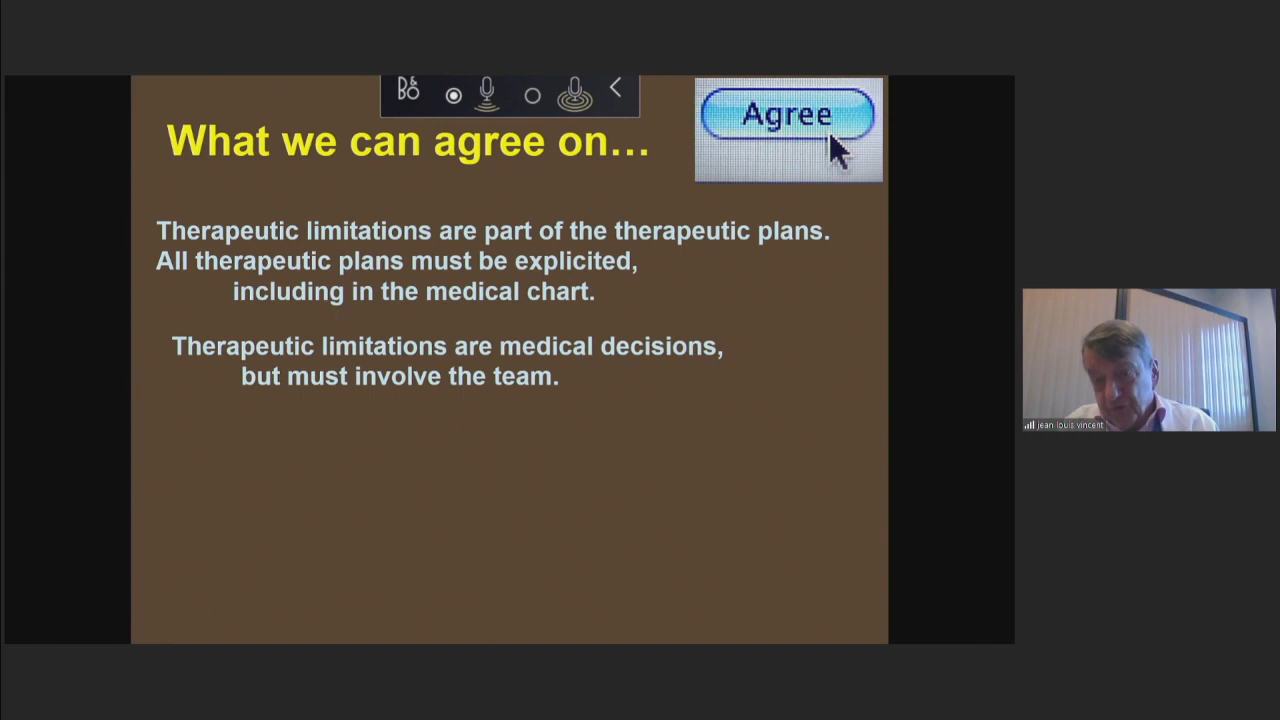 B&O
Agree
What we can agree on...
Therapeutic limitations are part of the therapeutic plans.
All therapeutic plans must be explicited,
including in the medical chart.
Therapeutic limitations are medical decisions,
but must involve the team.
jean louis vincent